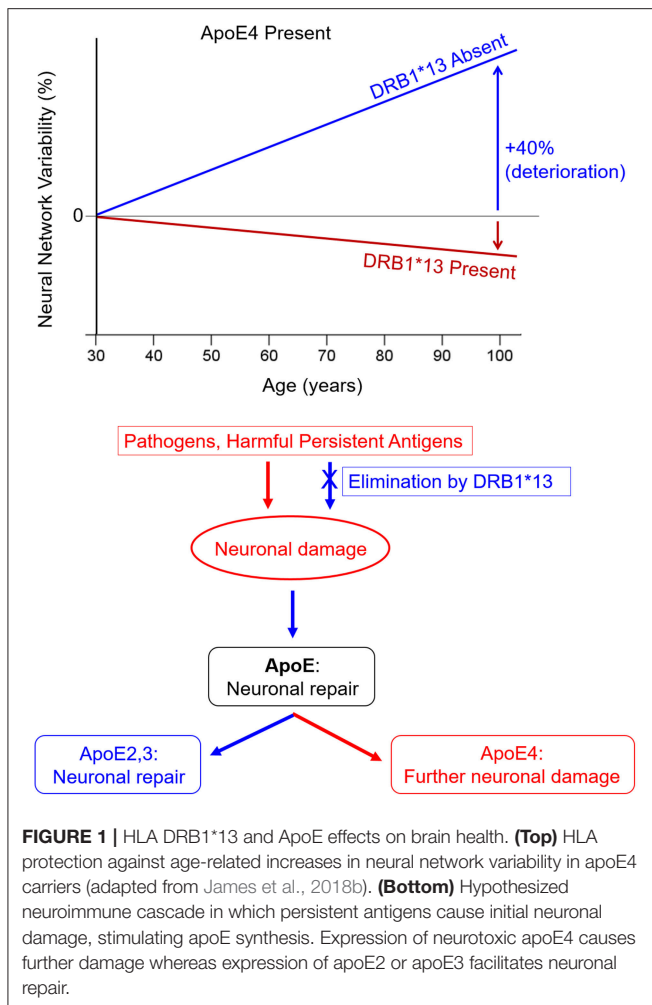 ApoE4 Present
Neural Network Variability (%)
DRB1*13 Absent
+40%
(deterioration)
0
DRB1*13 Present
30 40 50 60 70 80 90 100
Age (years)
Pathogens, Harmful Persistent Antigens
X
Elimination by DRB1*13
Neuronal damage
ApoE:
Neuronal repair
ApoE2,3:
Neuronal repair
ApoE4:
Further neuronal damage
FIGURE 1 | HLA DRB1*13 and ApoE effects on brain health. (Top) HLA
protection against age-related increases in neural network variability in apoE4
carriers (adapted from James et al., 2018b). (Bottom) Hypothesized
neuroimmune cascade in which persistent antigens cause initial neuronal
damage, stimulating apoE synthesis. Expression of neurotoxic apoE4 causes
further damage whereas expression of apoE2 or apoE3 facilitates neuronal
repair.